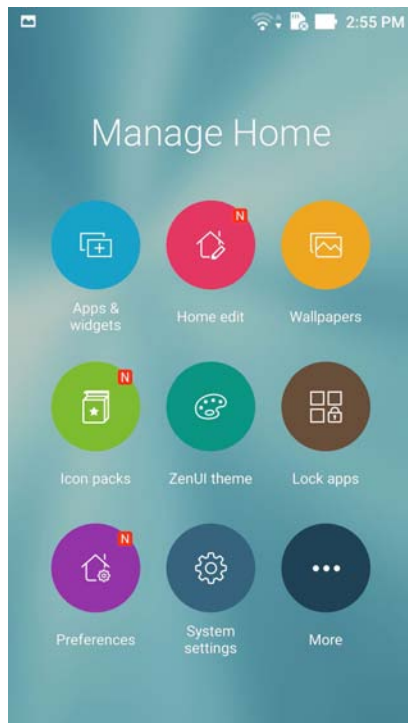 2:55 PM
Manage Home
N
Apps &
widgets
Home edit
Wallpapers
N
Icon packs
ZenUI theme
Lock apps
N
Preferences
System
settings
More